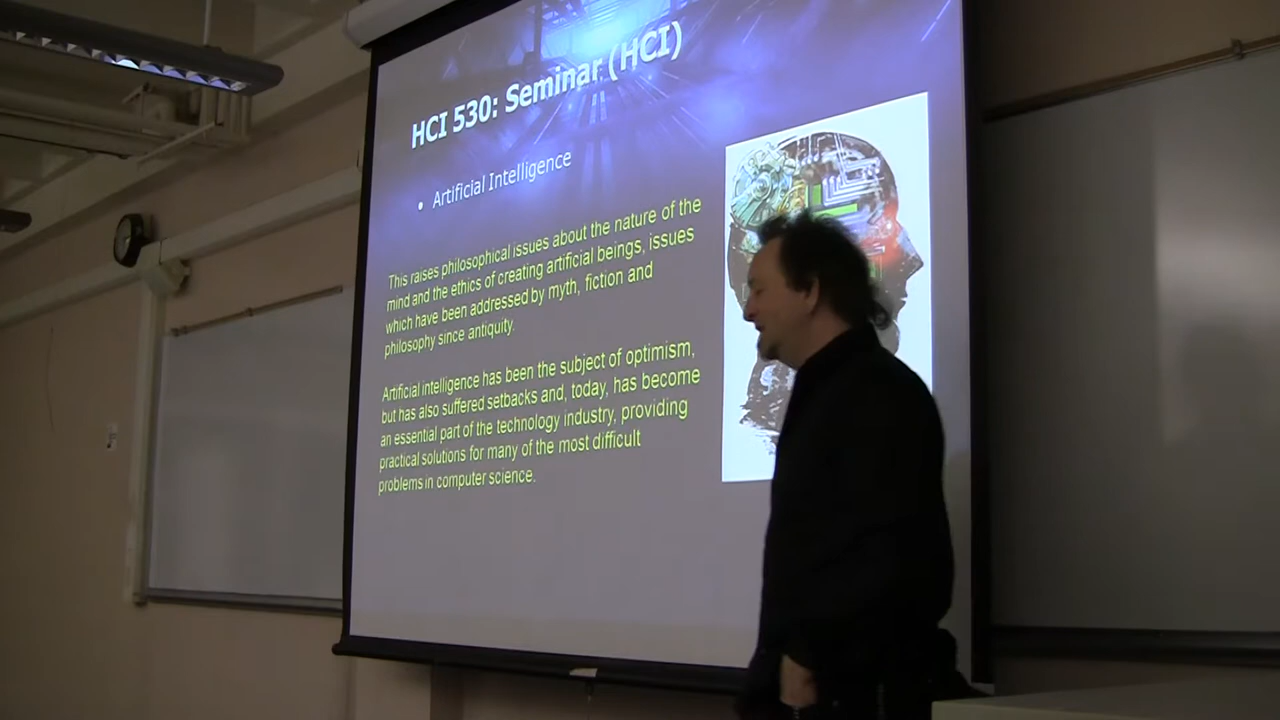 HCI 530: Seminar (HCI)
• Artificial Intelligence
This raises philosophical issues about the nature of the
mind and the ethics of creating artificial beings, issues
which have been addressed by myth, fiction and
philosophy since antiquity.
Artificial intelligence has been the subject of optimism,
but has also suffered setbacks and, today, has become
an essential part of the technology industry, providing
practical solutions for many of the most difficult
problems in computer science.